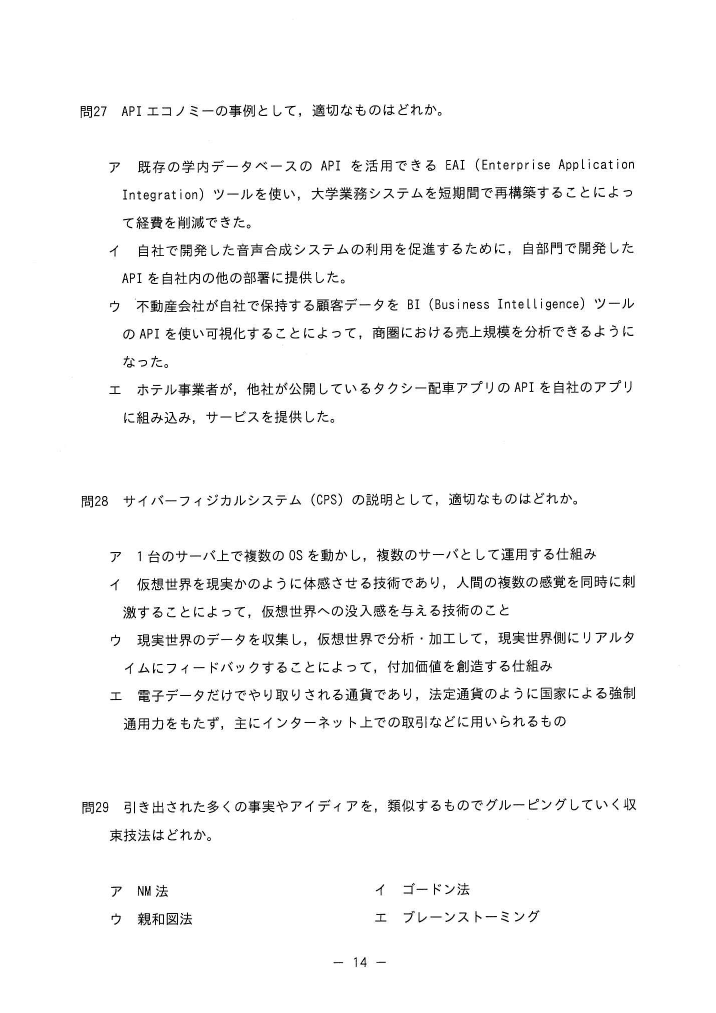 問27 APIエコノミーの事例として，適切なものはどれか。
ア 既存の学内データベースの API を活用できる EAI（Enterprise Application
Integration）ツールを使い，大学業務システムを短期間で再構築することによっ
て経費を削減できた。
イ 自社で開発した音声合成システムの利用を促進するために，自部門で開発した
APIを自社内の他の部署に提供した。
ウ 不動産会社が自社で保持する顧客データを BI（Business Intelligence）ツール
の API を使い可視化することによって，商圏における売上規模を分析できるように
なった。
エ ホテル事業者が，他社が公開しているタクシー配車アプリの API を自社のアプリ
に組み込み，サービスを提供した。
問28 サイバーフィジカルシステム（CPS）の説明として，適切なものはどれか。
ア 1台のサーバ上で複数の OS を動かし，複数のサーバとして運用する仕組み
イ 仮想世界を現実かのように体感させる技術であり，人間の複数の感覚を同時に刺
激することによって，仮想世界への没入感を与える技術のこと
ウ 現実世界のデータを収集し，仮想世界で分析・加工して，現実世界側にリアルタ
イムにフィードバックすることによって，付加価値を創造する仕組み
エ 電子データだけでやり取りされる通貨であり，法定通貨のように国家による強制
通用力をもたず，主にインターネット上での取引などに用いられるもの
問29 引き出された多くの事実やアイディアを，類似するものでグルーピングしていく収
束技法はどれか。
ア NM法 イ ゴードン法
ウ 親和図法 エ ブレーンストーミング
― 14 ―